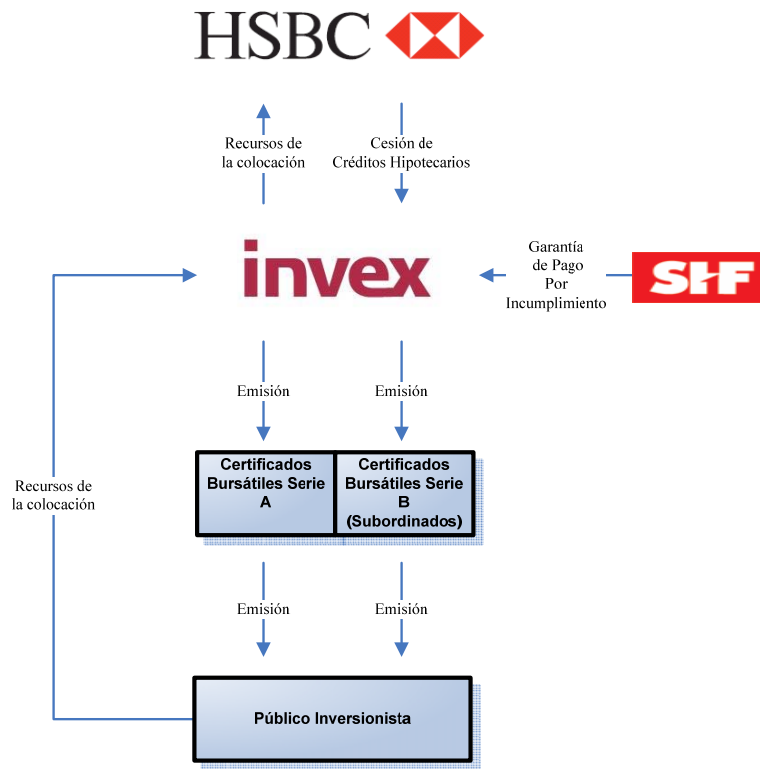 HSBC
Recursos de
la colocación
Cesión de
Créditos Hipotecarios
invex
Garantía
de Pago
Por
Incumplimiento
SHF
Emisión
Emisión
Certificados
Bursátiles Serie
A
Certificados
Bursátiles Serie
B
(Subordinados)
Recursos de
la colocación
Emisión
Emisión
Público Inversionista